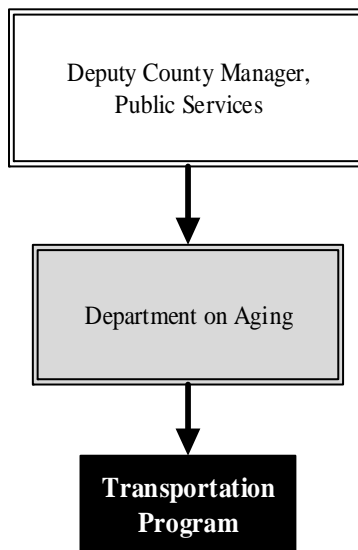 Deputy County Manager,
Public Services
Department on Aging
Transportation
Program